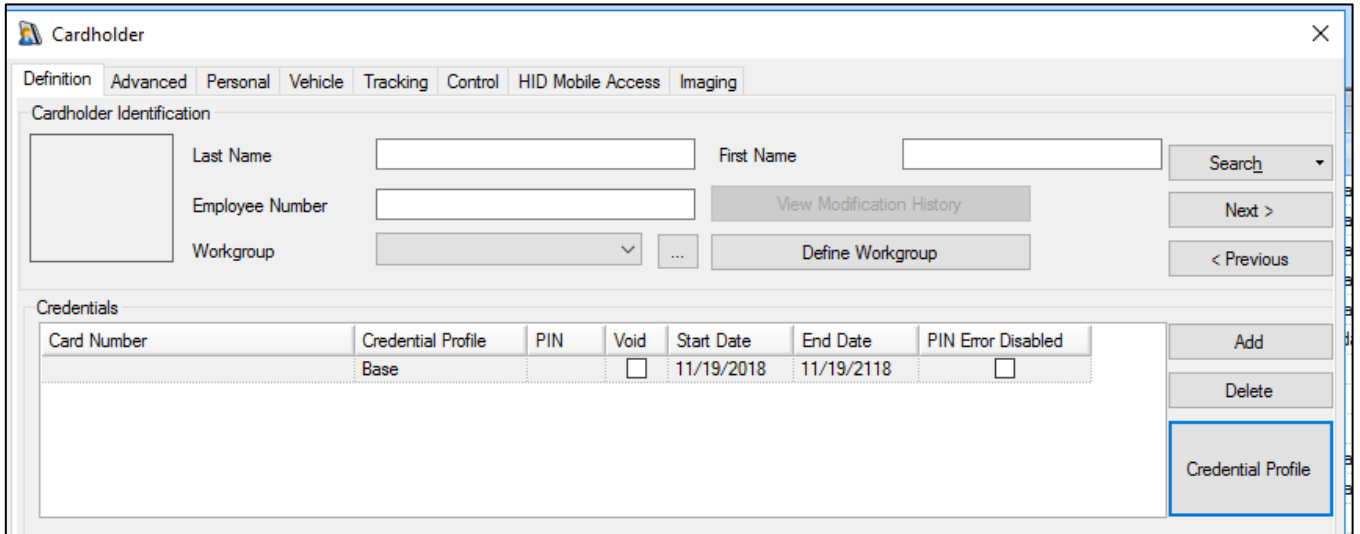 Cardholder
Definition Advanced Personal Vehicle Tracking Control HID Mobile Access Imaging
Cardholder Identification
Last Name First Name Search
Employee Number View Modification History Next >
Workgroup ... Define Workgroup < Previous
Credentials
Card Number Credential Profile PIN Void Start Date End Date PIN Error Disabled Add
Base 11/19/2018 11/19/2118
Delete
Credential Profile